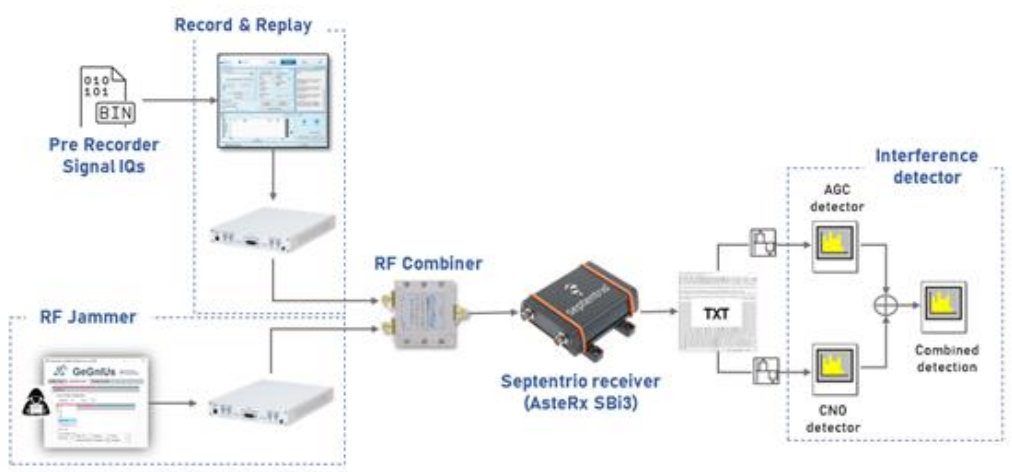 Record & Replay
010
101
BIN
Pre Recorder
Signal IQs
Interference
detector
AGC
detector
RF Combiner
septentrio
TXT
RF Jammer
GeGnIUs
Septentrio receiver
(AsteRx SBi3)
Combined
detection
CNO
detector